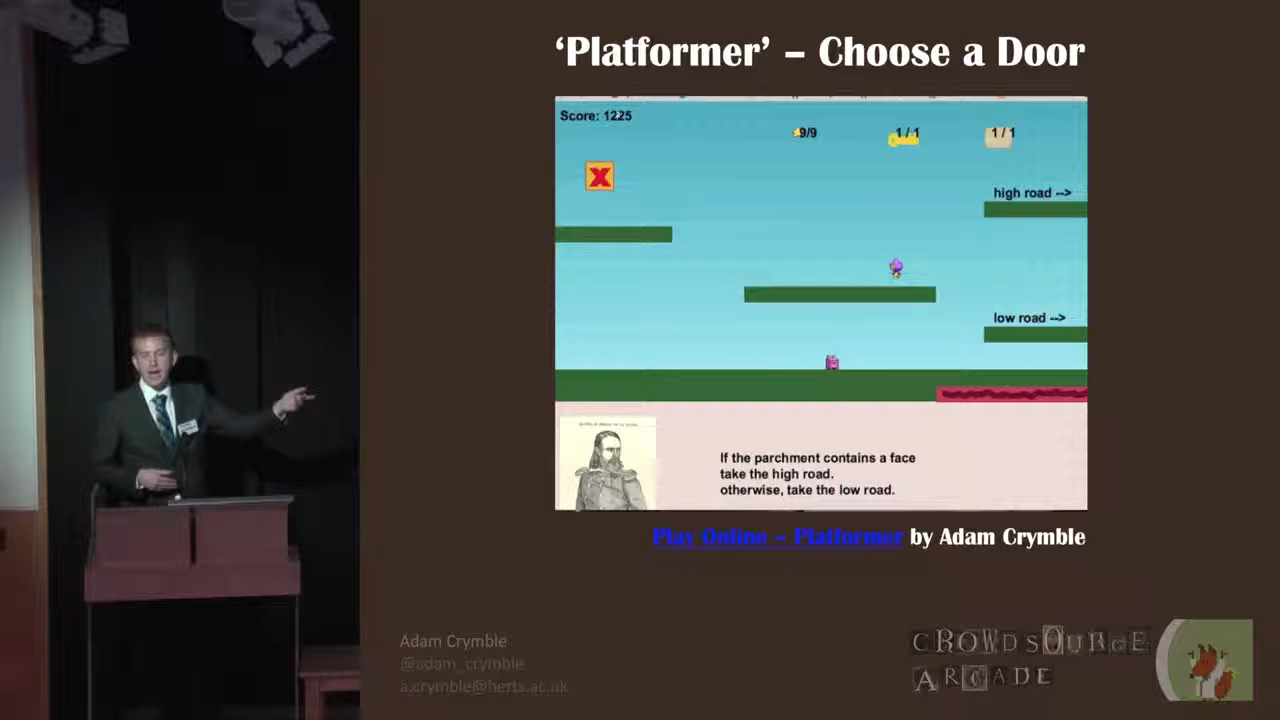 ‘Platformer’ – Choose a Door
Score: 1225
9/9
1 / 1
1 / 1
X
high road -->
low road -->
If the parchment contains a face
take the high road.
otherwise, take the low road.
Play Online – Platformer by Adam Crymble
Adam Crymble
@adam_crymble
a.crymble@herts.ac.uk
CROWDSOURCE
ARCADE